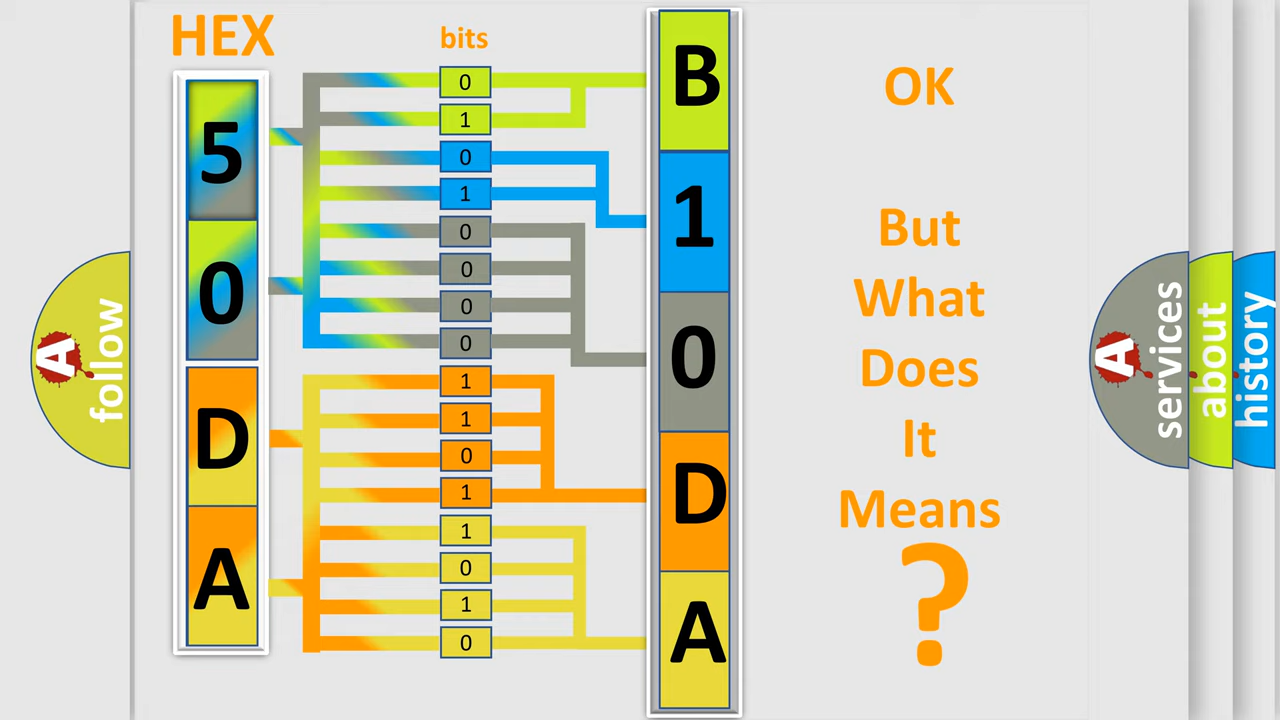 HEX
bits
5
0
D
A
0
1
0
1
0
0
0
0
1
1
0
1
1
0
1
0
B
1
0
D
A
OK
But
What
Does
It
Means
?
A
follow
A
services
about
history